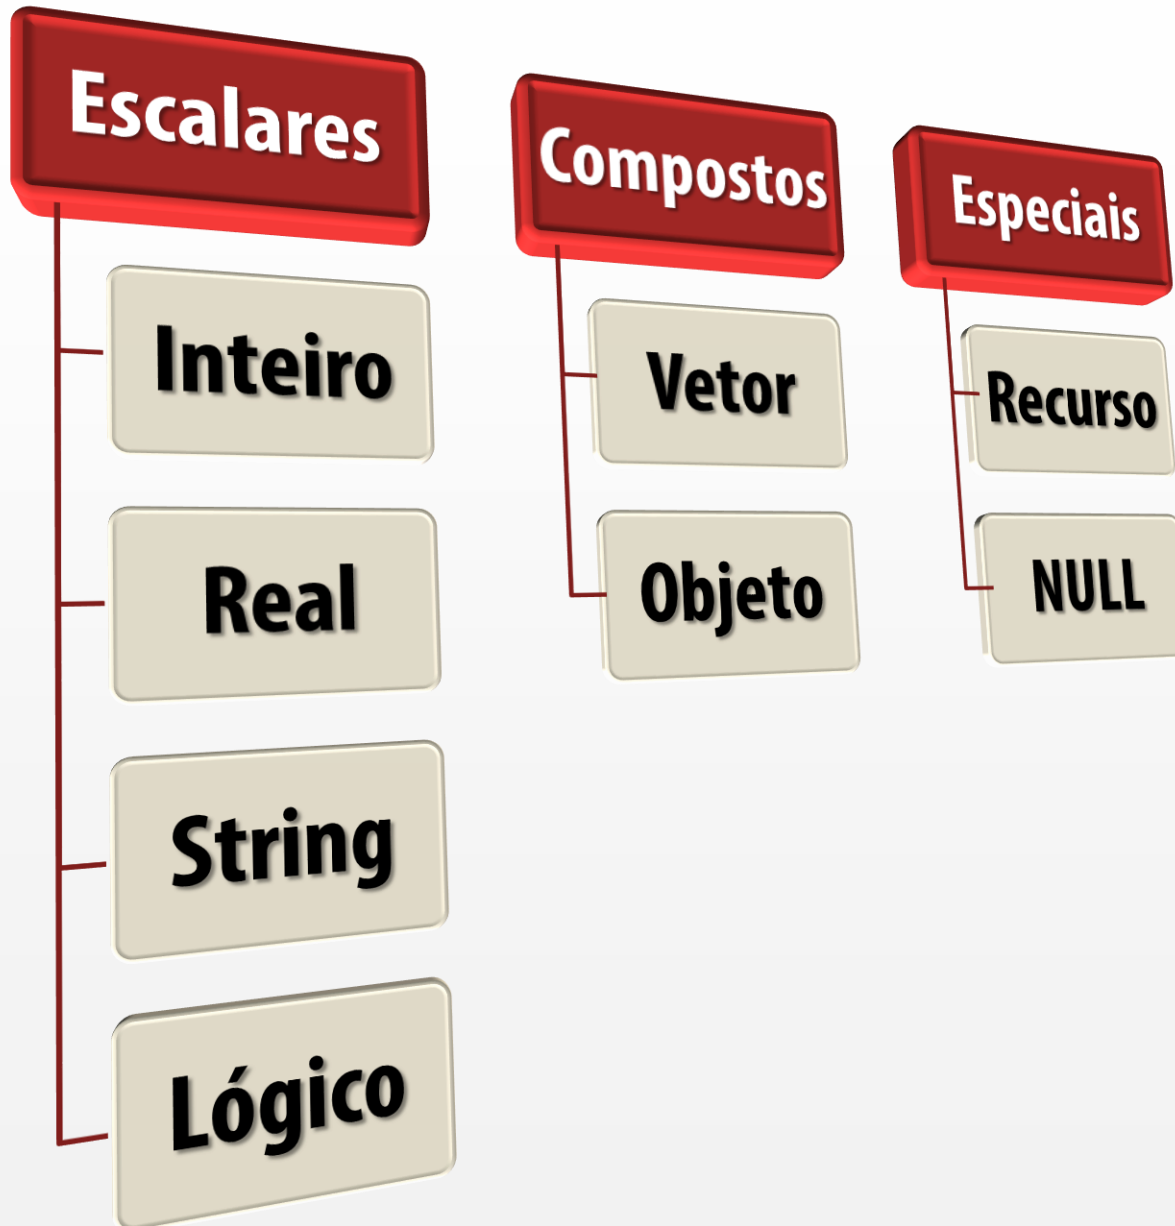 Escalares
Inteiro
Real
String
Lógico
Compostos
Vetor
Objeto
Especiais
Recurso
NULL